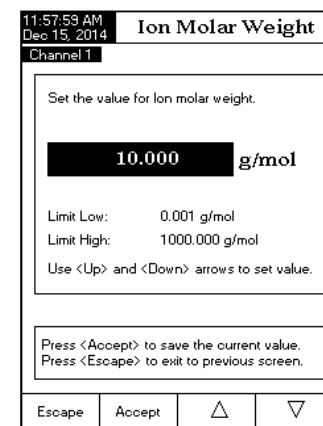 11:57:59 AM
Dec 15, 2014
Ion Molar Weight
Channel 1
Set the value for Ion molar weight.
10.000 g/mol
Limit Low: 0.001 g/mol
Limit High: 1000.000 g/mol
Use <Up> and <Down> arrows to set value.
Press <Accept> to save the current value.
Press <Escape> to exit to previous screen.
Escape Accept △ ▽